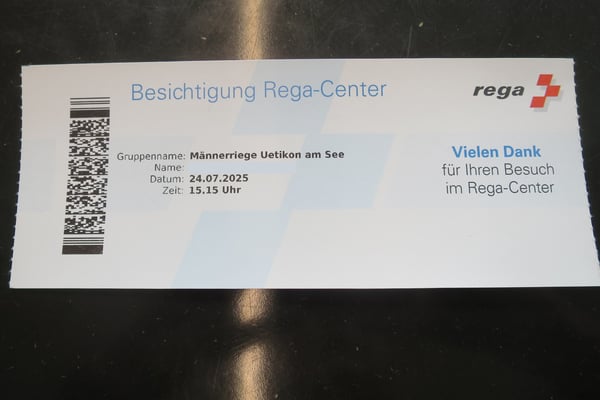 Besichtigung Rega-Center
rega
Gruppenname: Männerriege Uetikon am See
Name:
Datum: 24.07.2025
Zeit: 15.15 Uhr
Vielen Dank
für Ihren Besuch
im Rega-Center